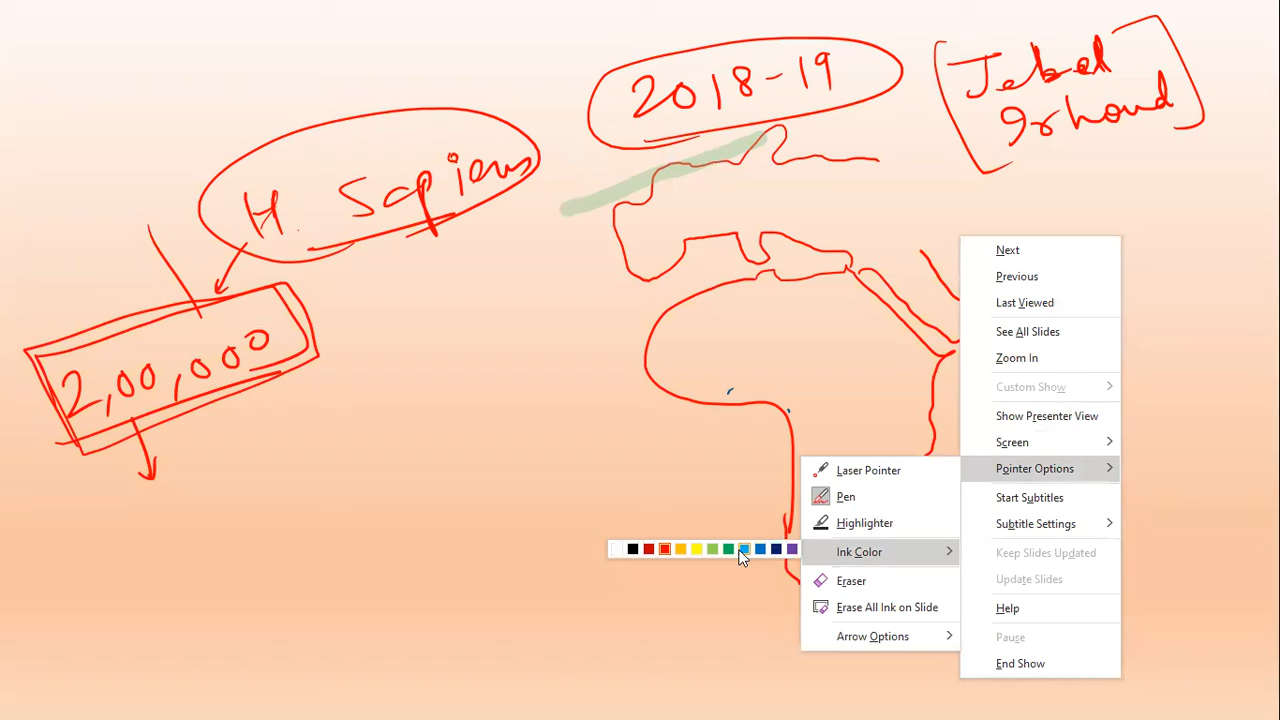 2018-19
Jebel
Irhoud
H. Sapiens
2,00,000
Next
Previous
Last Viewed
See All Slides
Zoom In
Custom Show
Show Presenter View
Screen
Pointer Options
Start Subtitles
Subtitle Settings
Keep Slides Updated
Update Slides
Help
Pause
End Show
Laser Pointer
Pen
Highlighter
Ink Color
Eraser
Erase All Ink on Slide
Arrow Options